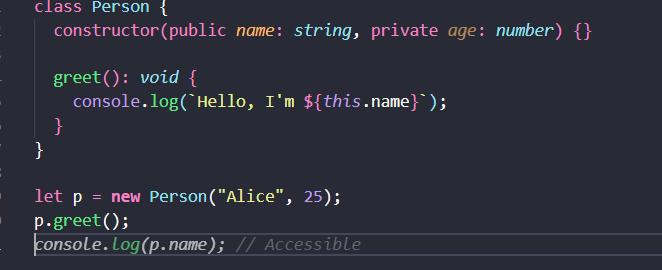 class Person {
constructor(public name: string, private age: number) {}
greet(): void {
console.log(`Hello, I'm ${this.name}`);
}
}
let p = new Person("Alice", 25);
p.greet();
console.log(p.name); // Accessible